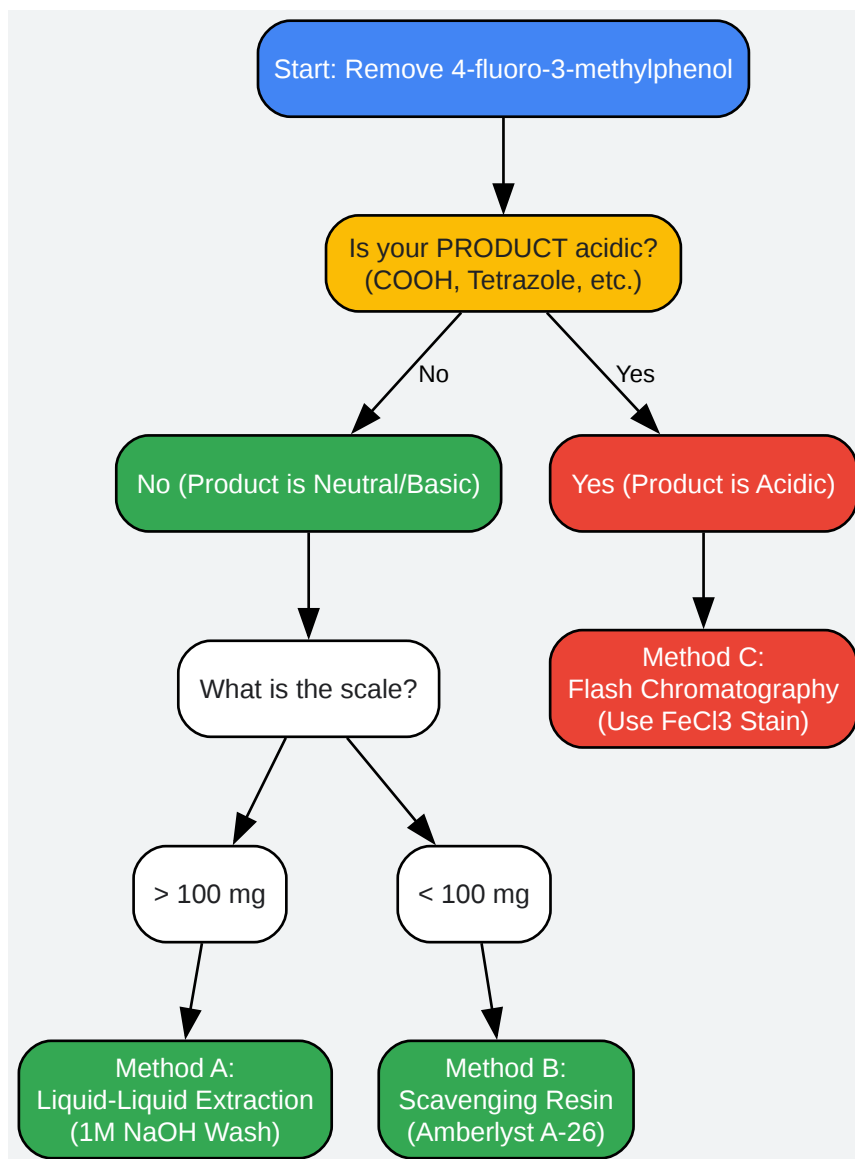 Start: Remove 4-fluoro-3-methylphenol
Is your PRODUCT acidic?
(COOH, Tetrazole, etc.)
No
Yes
No (Product is Neutral/Basic)
Yes (Product is Acidic)
What is the scale?
Method C:
Flash Chromatography
(Use FeCl3 Stain)
> 100 mg
< 100 mg
Method A:
Liquid-Liquid Extraction
(1M NaOH Wash)
Method B:
Scavenging Resin
(Amberlyst A-26)